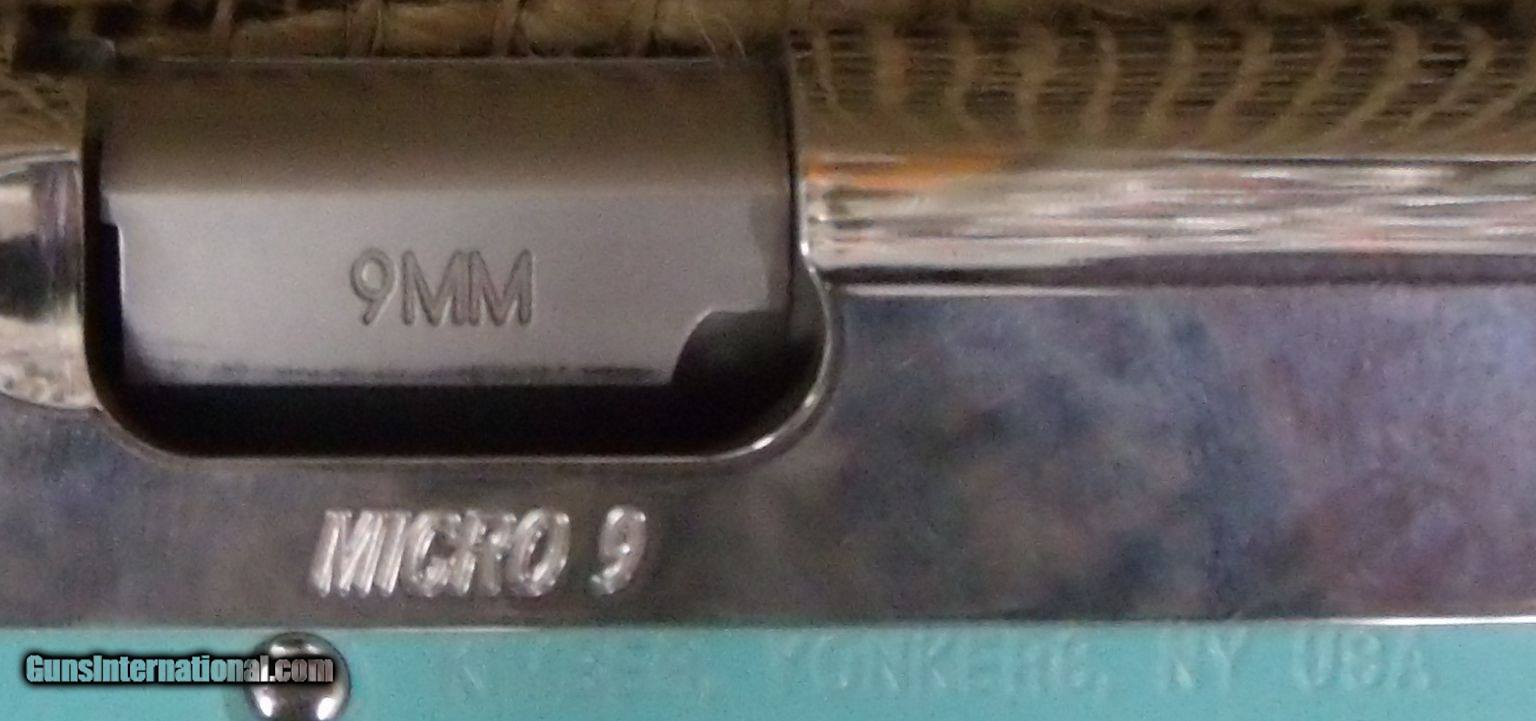 9MM
MICRO 9
YONKERS, NY USA
GunsInternational.com